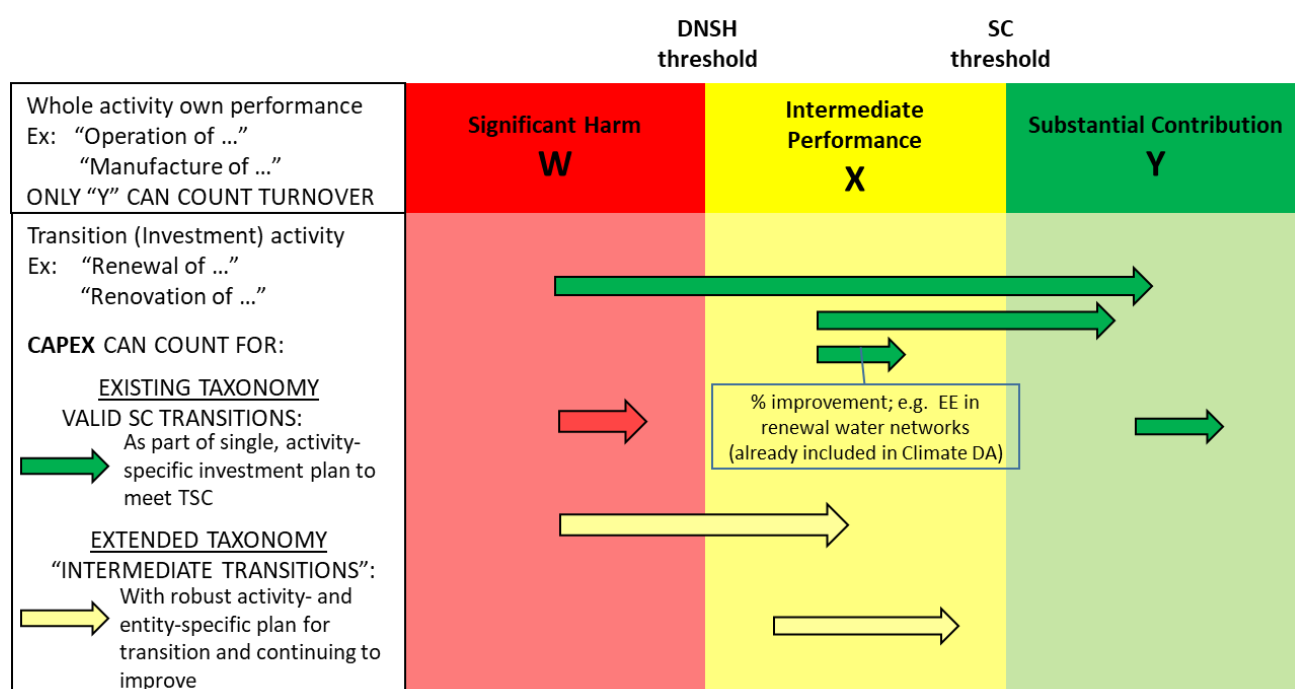 DNSH
threshold
SC
threshold
Whole activity own performance
Ex: “Operation of …”
“Manufacture of …”
ONLY “Y” CAN COUNT TURNOVER
Significant Harm
W
Intermediate
Performance
X
Substantial Contribution
Y
Transition (Investment) activity
Ex: “Renewal of …”
“Renovation of …”
CAPEX CAN COUNT FOR:
EXISTING TAXONOMY
VALID SC TRANSITIONS:
As part of single, activity-
specific investment plan to
meet TSC
EXTENDED TAXONOMY
“INTERMEDIATE TRANSITIONS”:
With robust activity- and
entity-specific plan for
transition and continuing to
improve
% improvement; e.g. EE in
renewal water networks
(already included in Climate DA)